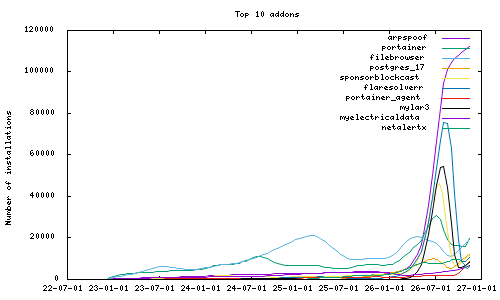 Top 10 addons
Number of installations
120000
100000
80000
60000
40000
20000
0
arpspoof
portainer
filebrowser
postgres_17
sponsorblockcast
flaresolverr
portainer_agent
mylar3
myelectricaldata
netalertx
22-07-01 23-01-01 23-07-01 24-01-01 24-07-01 25-01-01 25-07-01 26-01-01 26-07-01 27-01-01